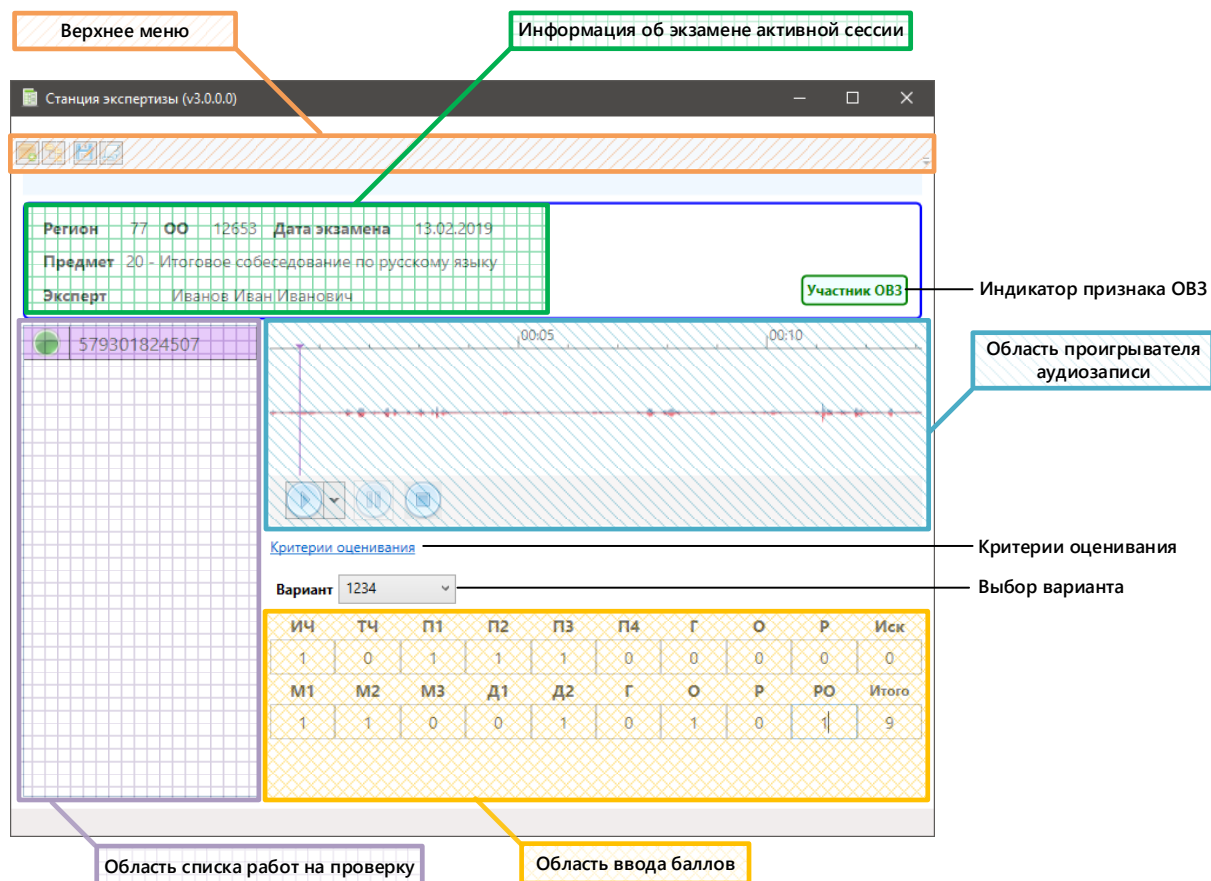 Верхнее меню
Информация об экзамене активной сессии
Станция экспертизы (v3.0.0.0)
Регион 77 ОО 12653 Дата экзамена 13.02.2019
Предмет 20 - Итоговое собеседование по русскому языку
Эксперт Иванов Иван Иванович
Участник ОВЗ
Индикатор признака ОВЗ
579301824507
00:05 00:10
Область проигрывателя
аудиозаписи
Критерии оценивания
Критерии оценивания
Вариант 1234
Выбор варианта
ИЧ ТЧ П1 П2 П3 П4 Г О Р Иск
1 0 1 1 1 0 0 0 0 0
М1 М2 М3 Д1 Д2 Г О Р РО Итого
1 1 0 0 1 0 1 0 1 9
Область списка работ на проверку
Область ввода баллов